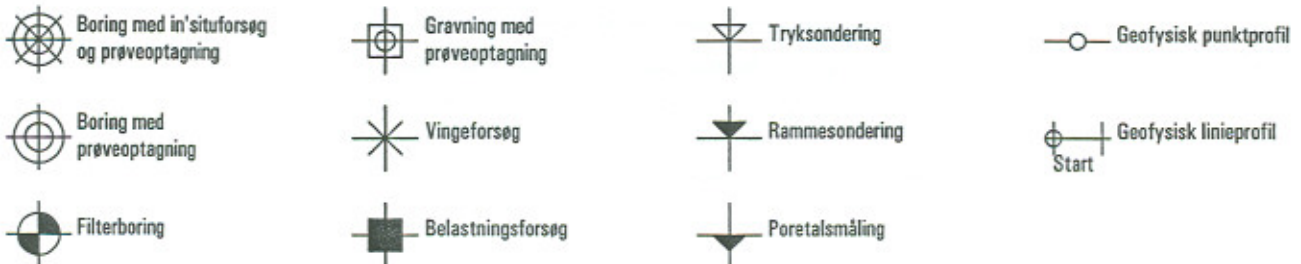 Boring med in'situforsøg
og prøveoptagning
Boring med
prøveoptagning
Filterboring
Gravning med
prøveoptagning
Vingeforsøg
Belastningsforsøg
Tryksondering
Rammesondering
Poretalsmåling
Geofysisk punktprofil
Geofysisk linieprofil
Start